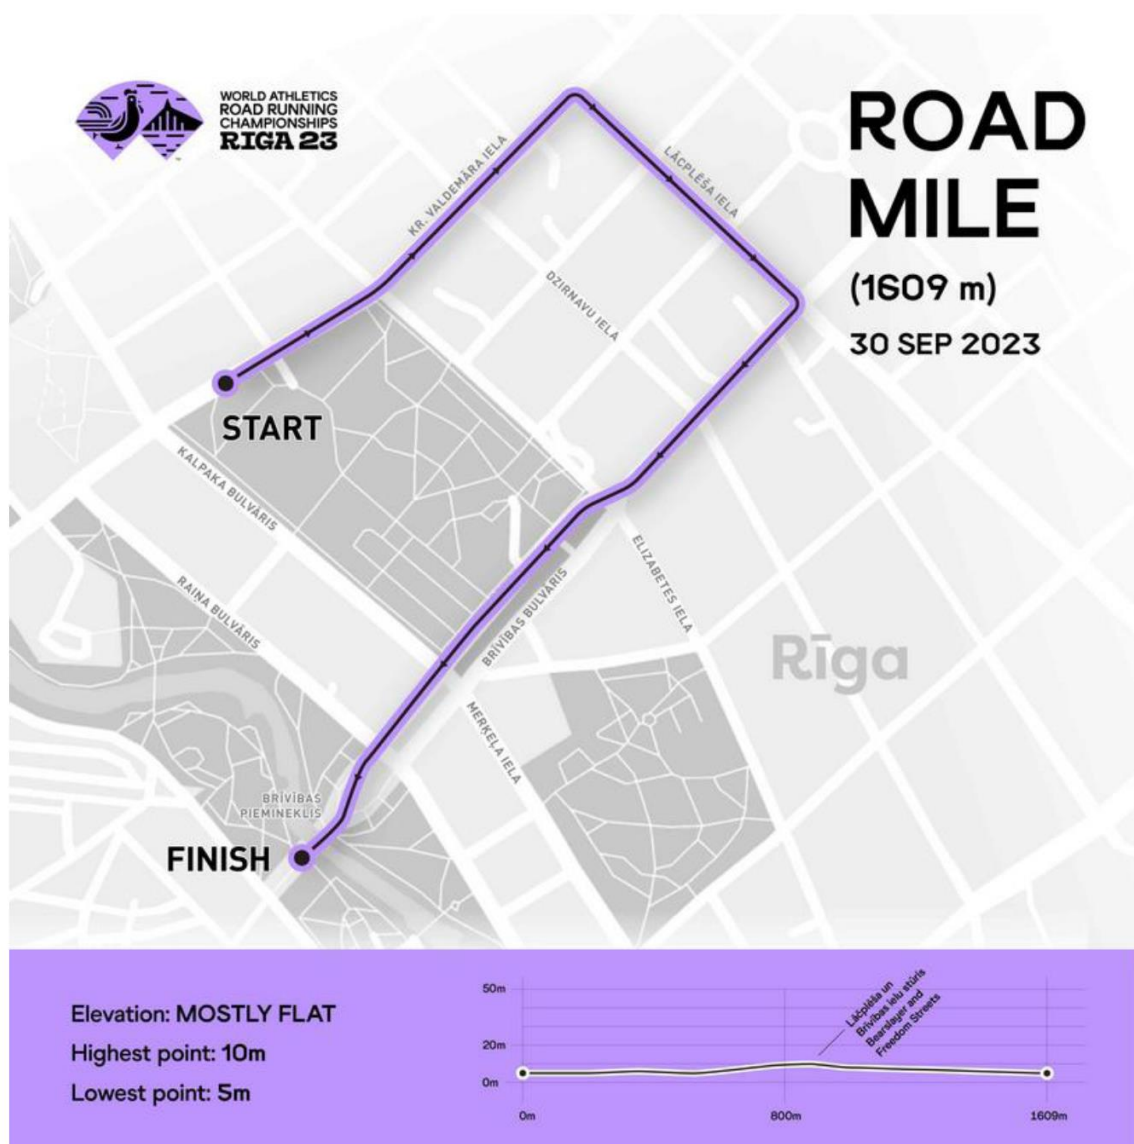 WORLD ATHLETICS
ROAD RUNNING
CHAMPIONSHIPS
RIGA 23
ROAD
MILE
(1609 m)
30 SEP 2023
KR. VALDEMĀRA IELA
LĀČPLĒŠA IELA
DZIRNAVU IELA
START
KALPAKA BULVĀRIS
RAIŅA BULVĀRIS
ELIZABETES IELA
BRĪVĪBAS BULVĀRIS
Rīga
MERĶEĻA IELA
BRĪVĪBAS
PIEMINEKLIS
FINISH
Elevation: MOSTLY FLAT
Highest point: 10m
Lowest point: 5m
50m
20m
0m
Lāčplēša un
Brīvības ielu stūris
Bearslayer and
Freedom Streets
0m
800m
1609m